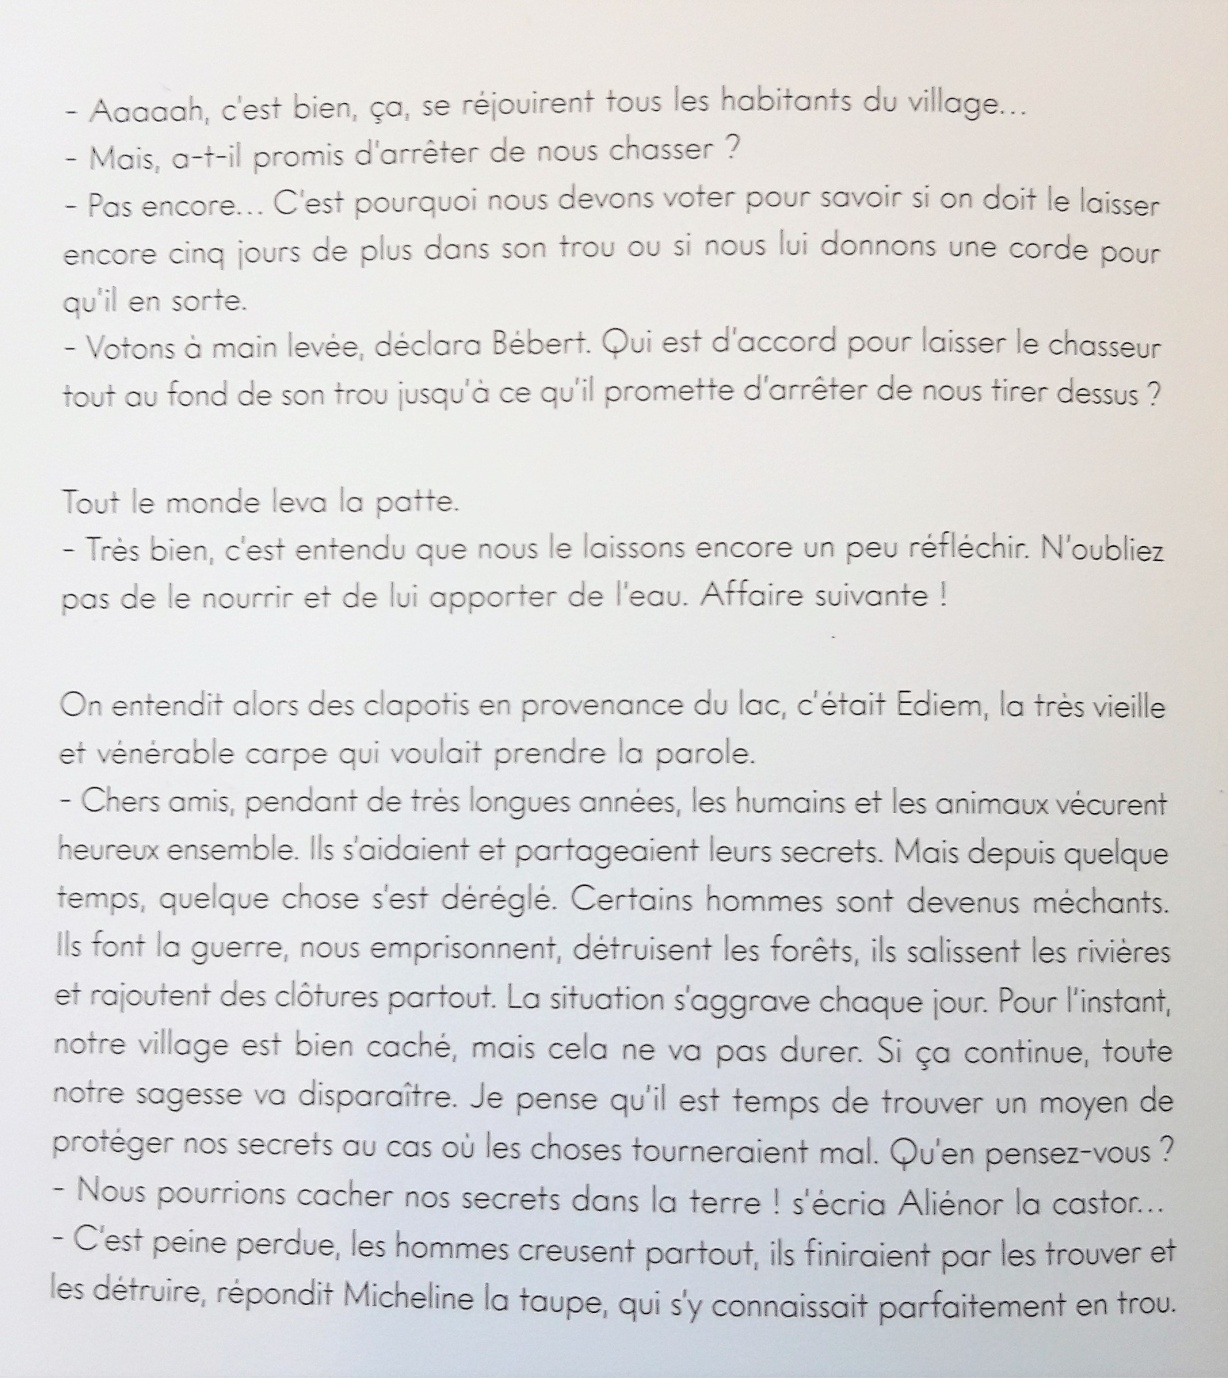 - Aaaaah, c'est bien, ça, se réjouirent tous les habitants du village...
- Mais, a-t-il promis d'arrêter de nous chasser ?
- Pas encore... C'est pourquoi nous devons voter pour savoir si on doit le laisser
encore cinq jours de plus dans son trou ou si nous lui donnons une corde pour
qu'il en sorte.
- Votons à main levée, déclara Bébert. Qui est d'accord pour laisser le chasseur
tout au fond de son trou jusqu'à ce qu'il promette d'arrêter de nous tirer dessus ?
Tout le monde leva la patte.
- Très bien, c'est entendu que nous le laissons encore un peu réfléchir. N'oubliez
pas de le nourrir et de lui apporter de l'eau. Affaire suivante !
On entendit alors des clapotis en provenance du lac, c'était Ediem, la très vieille
et vénérable carpe qui voulait prendre la parole.
- Chers amis, pendant de très longues années, les humains et les animaux vécurent
heureux ensemble. Ils s'aidaient et partageaient leurs secrets. Mais depuis quelque
temps, quelque chose s'est déréglé. Certains hommes sont devenus méchants.
Ils font la guerre, nous emprisonnent, détruisent les forêts, ils salissent les rivières
et rajoutent des clôtures partout. La situation s'aggrave chaque jour. Pour l'instant,
notre village est bien caché, mais cela ne va pas durer. Si ça continue, toute
notre sagesse va disparaître. Je pense qu'il est temps de trouver un moyen de
protéger nos secrets au cas où les choses tourneraient mal. Qu'en pensez-vous ?
- Nous pourrions cacher nos secrets dans la terre ! s'écria Aliénor la castor...
- C'est peine perdue, les hommes creusent partout, ils finiraient par les trouver et
les détruire, répondit Micheline la taupe, qui s'y connaissait parfaitement en trou.